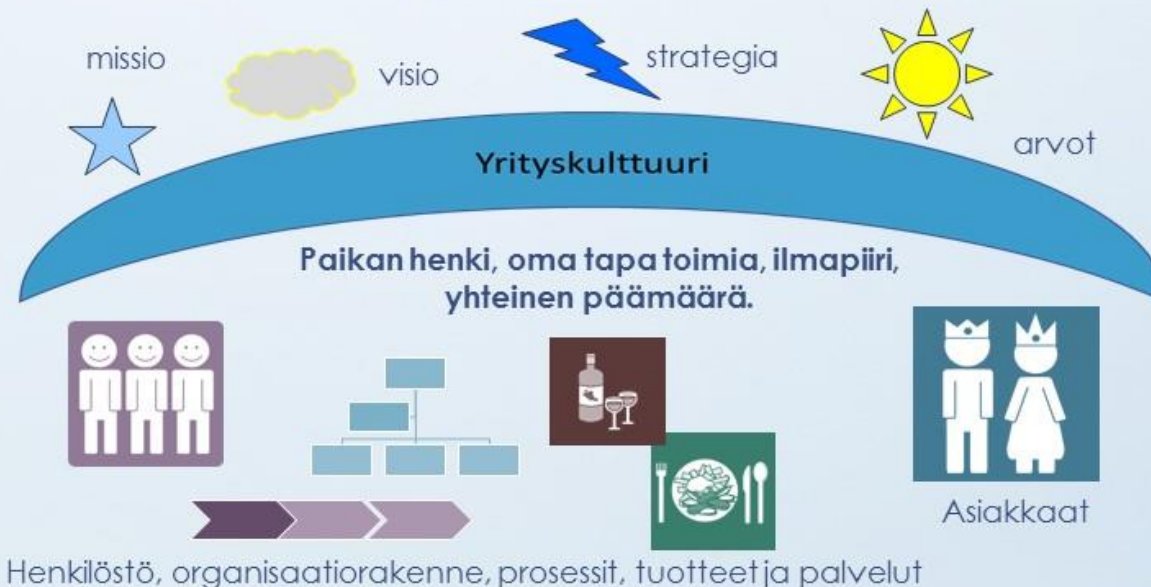 missio
visio
strategia
arvot
Yrityskulttuuri
Paikan henki, oma tapa toimia, ilmapiiri,
yhteinen päämäärä.
Asiakkaat
Henkilöstö, organisaatiorakenne, prosessit, tuotteet ja palvelut